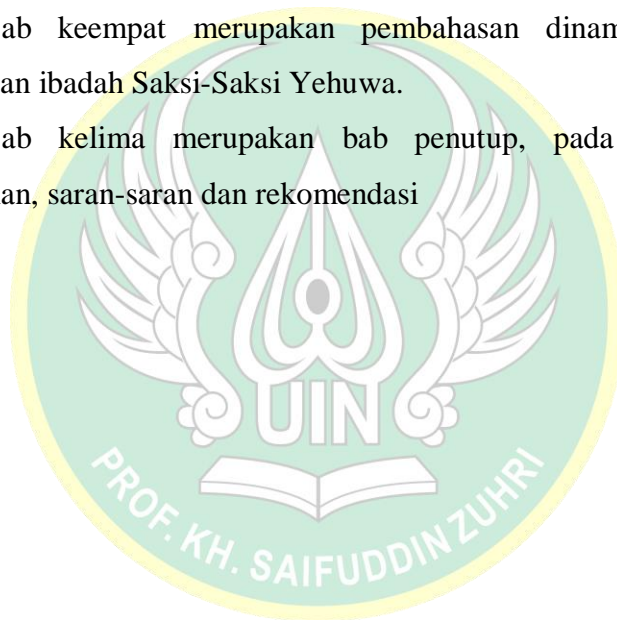 ab keempat merupakan pembahasan dinam
an ibadah Saksi-Saksi Yehuwa.
ab kelima merupakan bab penutup, pada
an, saran-saran dan rekomendasi
UIN
PROF. KH. SAIFUDDIN ZUHRI